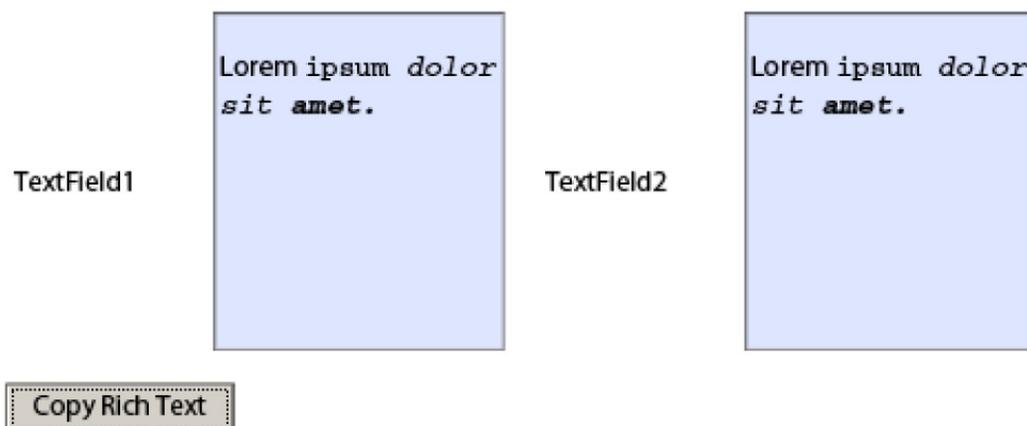 Lorem ipsum dolor
sit amet.
TextField1
Lorem ipsum dolor
sit amet.
TextField2
Copy Rich Text